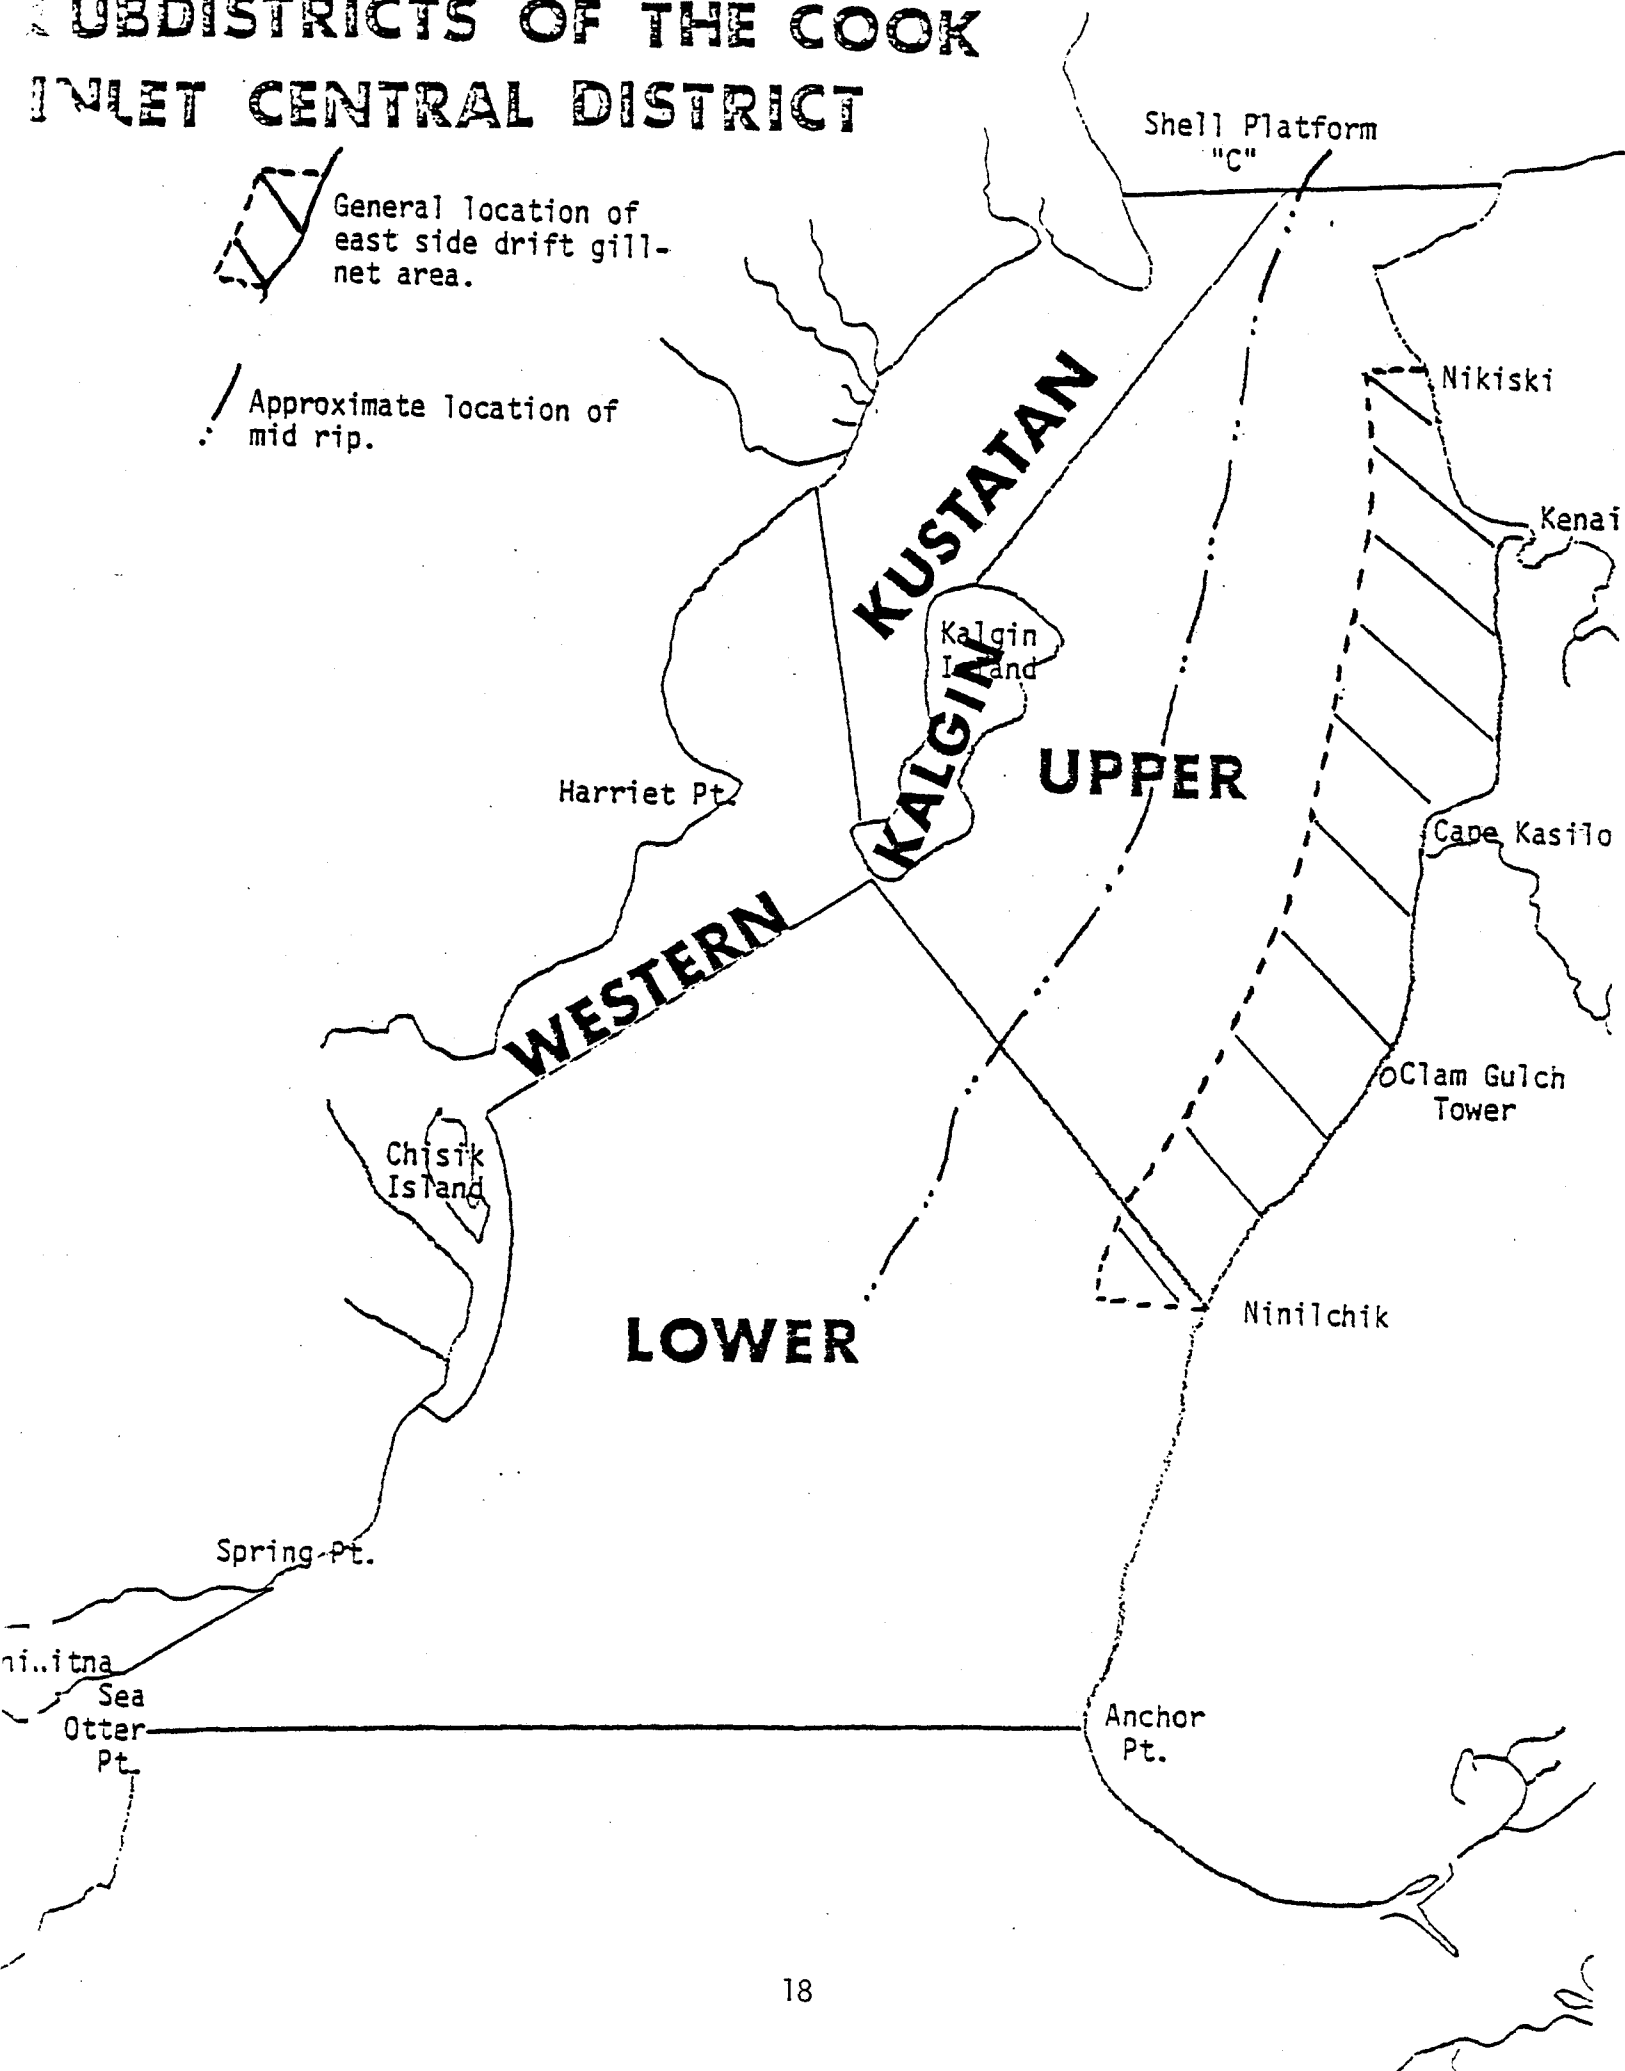 SUBDISTRICTS OF THE COOK
INLET CENTRAL DISTRICT
Shell Platform
"C"
General location of
east side drift gill-
net area.
Approximate location of
mid rip.
Nikiski
Kenai
KUSTATAN
Kalgin
Island
KALGIN
UPPER
Harriet Pt.
Cape Kasilo
WESTERN
Clam Gulch
Tower
Chisik
Island
Ninilchik
LOWER
Spring Pt.
Sea
Otter
Pt.
Anchor
Pt.
18